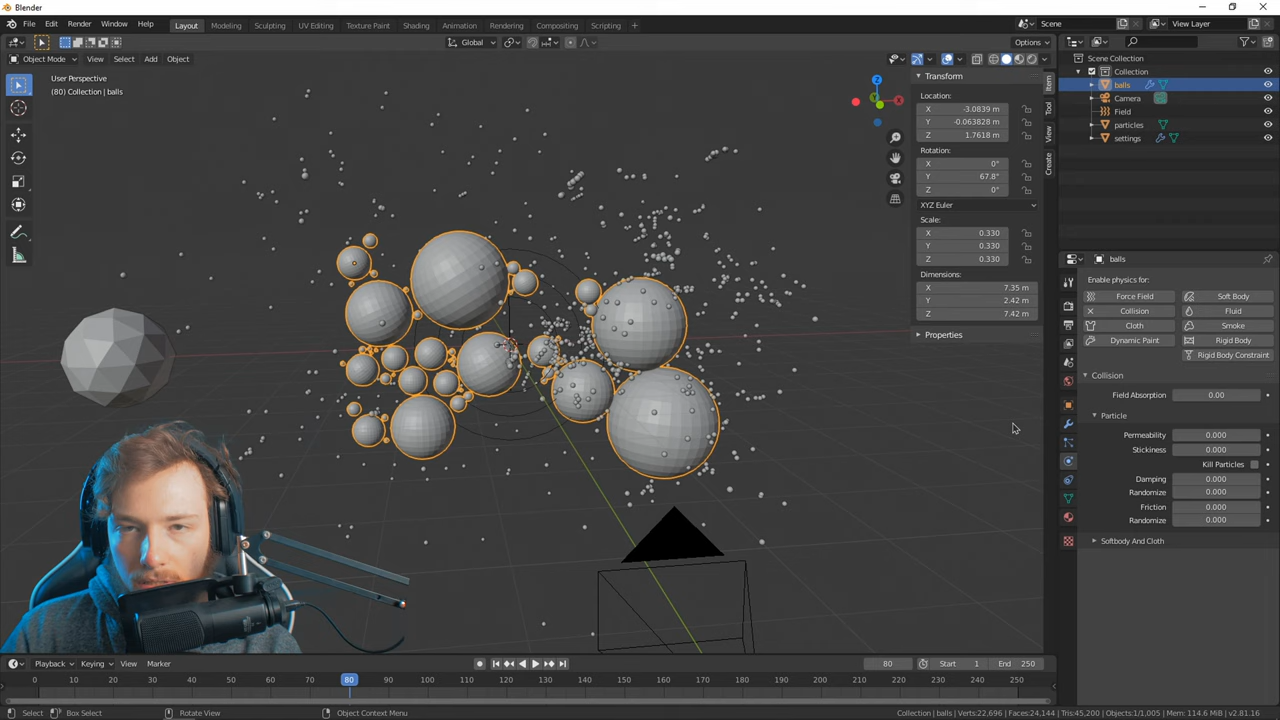 Blender
File Edit Render Window Help Layout Modeling Sculpting UV Editing Texture Paint Shading Animation Rendering Compositing Scripting + Scene View Layer
Global Options
Object Mode View Select Add Object
User Perspective
(80) Collection | balls
Transform
Location:
X -3.0839 m
Y -0.063828 m
Z 1.7618 m
Rotation:
X 0°
Y 67.8°
Z 0°
XYZ Euler
Scale:
X 0.330
Y 0.330
Z 0.330
Dimensions:
X 7.35 m
Y 2.42 m
Z 7.42 m
Properties
Item
Tool
View
Create
Z
X
Scene Collection
Collection
balls
Camera
Field
particles
settings
balls
Enable physics for:
Force Field Soft Body
Collision Fluid
Cloth Smoke
Dynamic Paint Rigid Body
Rigid Body Constraint
Collision
Field Absorption 0.00
Particle
Permeability 0.000
Stickiness 0.000
Kill Particles
Damping 0.000
Randomize 0.000
Friction 0.000
Randomize 0.000
Softbody And Cloth
Playback Keying View Marker 80 Start 1 End 250
0 10 20 30 40 50 60 70 80 90 100 110 120 130 140 150 160 170 180 190 200 210 220 230 240 250
Select Box Select Rotate View Object Context Menu Collection | balls | Verts:22,696 | Faces:24,144 | Tris:45,200 | Objects:1/1,005 | Mem: 114.6 MiB | v2.81.16